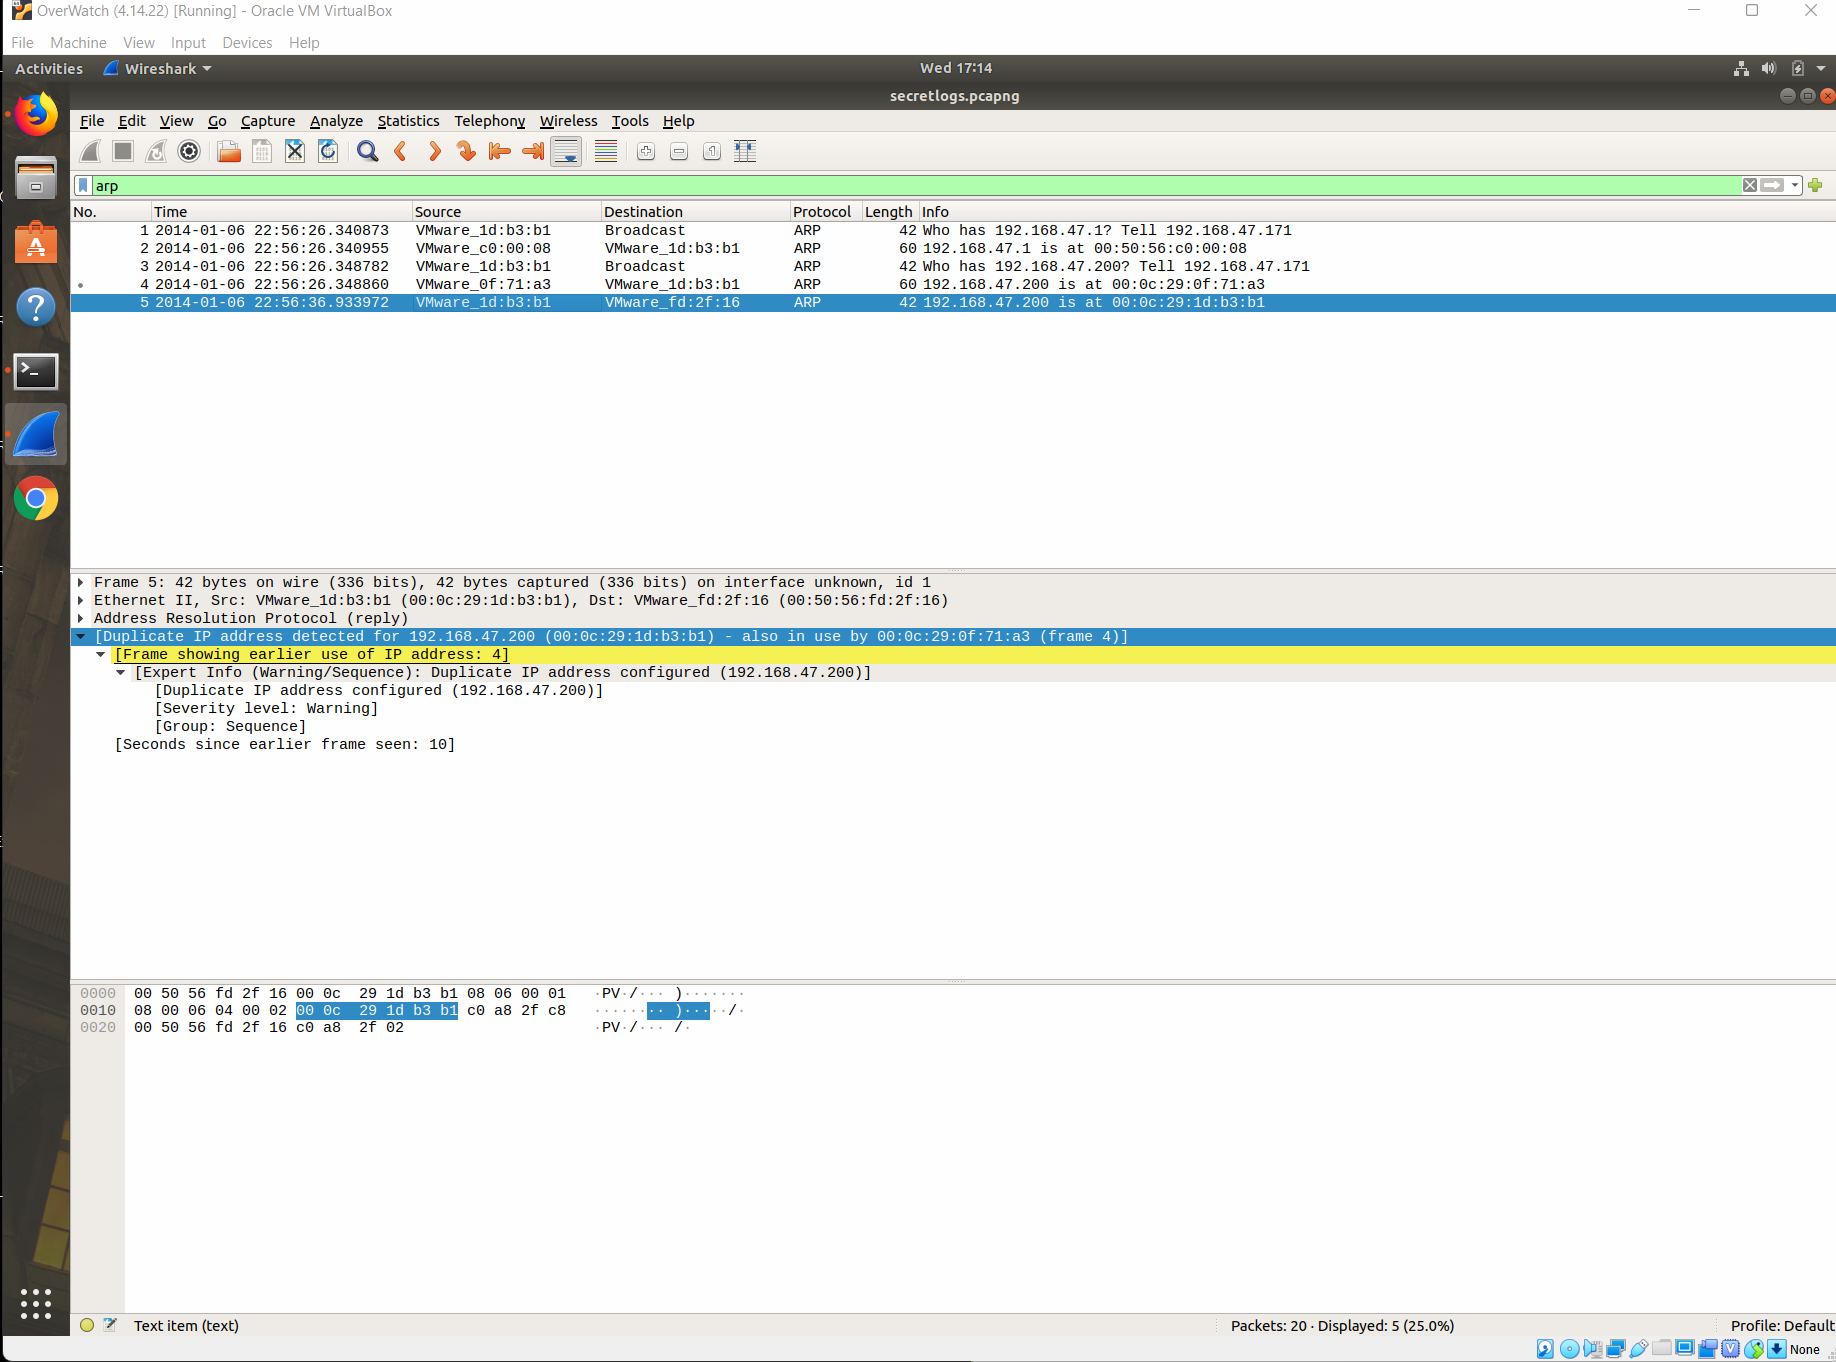 OverWatch (4.14.22) [Running] - Oracle VM VirtualBox
File Machine View Input Devices Help
Activities Wireshark Wed 17:14
secretlogs.pcapng
File Edit View Go Capture Analyze Statistics Telephony Wireless Tools Help
arp
No. Time Source Destination Protocol Length Info
1 2014-01-06 22:56:26.340873 VMware_1d:b3:b1 Broadcast ARP 42 Who has 192.168.47.1? Tell 192.168.47.171
2 2014-01-06 22:56:26.340955 VMware_c0:00:08 VMware_1d:b3:b1 ARP 60 192.168.47.1 is at 00:50:56:c0:00:08
3 2014-01-06 22:56:26.348782 VMware_1d:b3:b1 Broadcast ARP 42 Who has 192.168.47.200? Tell 192.168.47.171
4 2014-01-06 22:56:26.348860 VMware_0f:71:a3 VMware_1d:b3:b1 ARP 60 192.168.47.200 is at 00:0c:29:0f:71:a3
5 2014-01-06 22:56:36.933972 VMware_1d:b3:b1 VMware_fd:2f:16 ARP 42 192.168.47.200 is at 00:0c:29:1d:b3:b1
Frame 5: 42 bytes on wire (336 bits), 42 bytes captured (336 bits) on interface unknown, id 1
Ethernet II, Src: VMware_1d:b3:b1 (00:0c:29:1d:b3:b1), Dst: VMware_fd:2f:16 (00:50:56:fd:2f:16)
Address Resolution Protocol (reply)
[Duplicate IP address detected for 192.168.47.200 (00:0c:29:1d:b3:b1) - also in use by 00:0c:29:0f:71:a3 (frame 4)]
[Frame showing earlier use of IP address: 4]
[Expert Info (Warning/Sequence): Duplicate IP address configured (192.168.47.200)]
[Duplicate IP address configured (192.168.47.200)]
[Severity level: Warning]
[Group: Sequence]
[Seconds since earlier frame seen: 10]
0000 00 50 56 fd 2f 16 00 0c 29 1d b3 b1 08 06 00 01 ·PV·/··· )·······
0010 08 00 06 04 00 02 00 0c 29 1d b3 b1 c0 a8 2f c8 ········ )·····/·
0020 00 50 56 fd 2f 16 c0 a8 2f 02 ·PV·/··· /·
Text item (text) Packets: 20 · Displayed: 5 (25.0%) Profile: Default
None